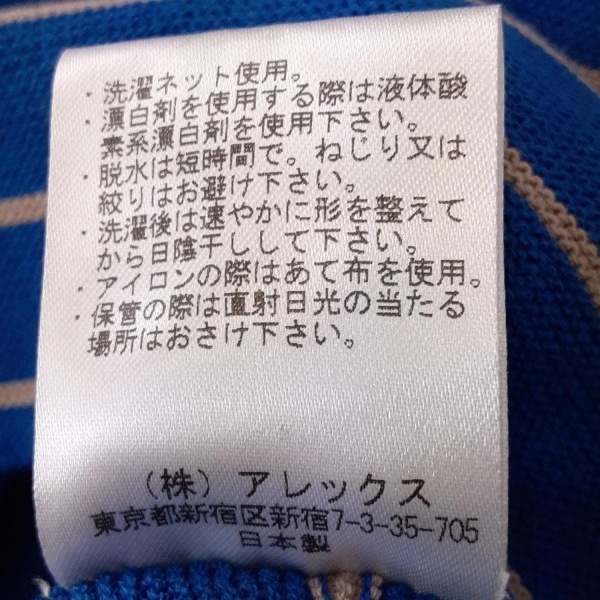 ・洗濯ネット使用。
・漂白剤を使用する際は液体酸
素系漂白剤を使用下さい。
・脱水は短時間で。ねじり又は
絞りはお避け下さい。
・洗濯後は速やかに形を整えて
から日陰干しして下さい。
・アイロンの際はあて布を使用。
・保管の際は直射日光の当たる
場所はおさけ下さい。
（株）アレックス
東京都新宿区新宿7-3-35-705
日本製